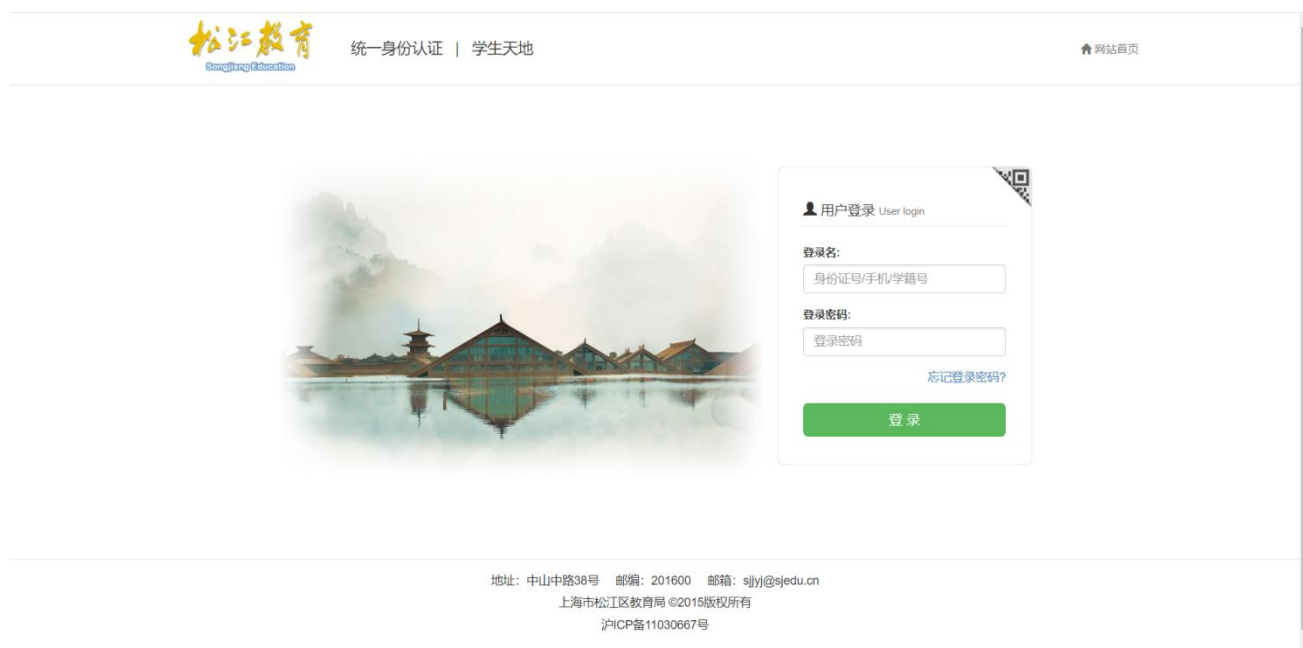 松江教育
Songjiang Education
统一身份认证 | 学生天地
网站首页
用户登录 User login
登录名:
身份证号/手机/学籍号
登录密码:
登录密码
忘记登录密码?
登 录
地址：中山中路38号 邮编：201600 邮箱：sjjyj@sjedu.cn
上海市松江区教育局 ©2015版权所有
沪ICP备11030667号